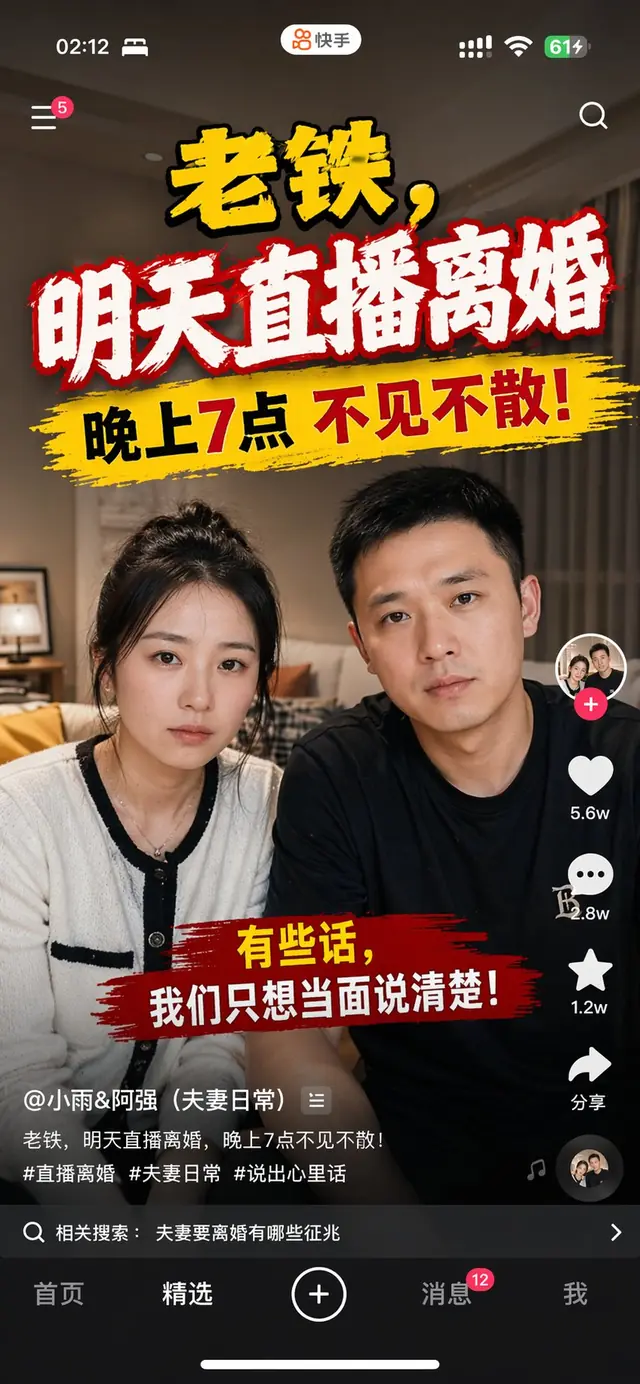 02:12
快手
61
5
老铁，
明天直播离婚
晚上7点 不见不散！
5.6w
B
2.8w
有些话，
我们只想当面说清楚！
1.2w
分享
@小雨&阿强（夫妻日常）
老铁，明天直播离婚，晚上7点不见不散！
#直播离婚 #夫妻日常 #说出心里话
相关搜索： 夫妻要离婚有哪些征兆
首页
精选
消息
12
我